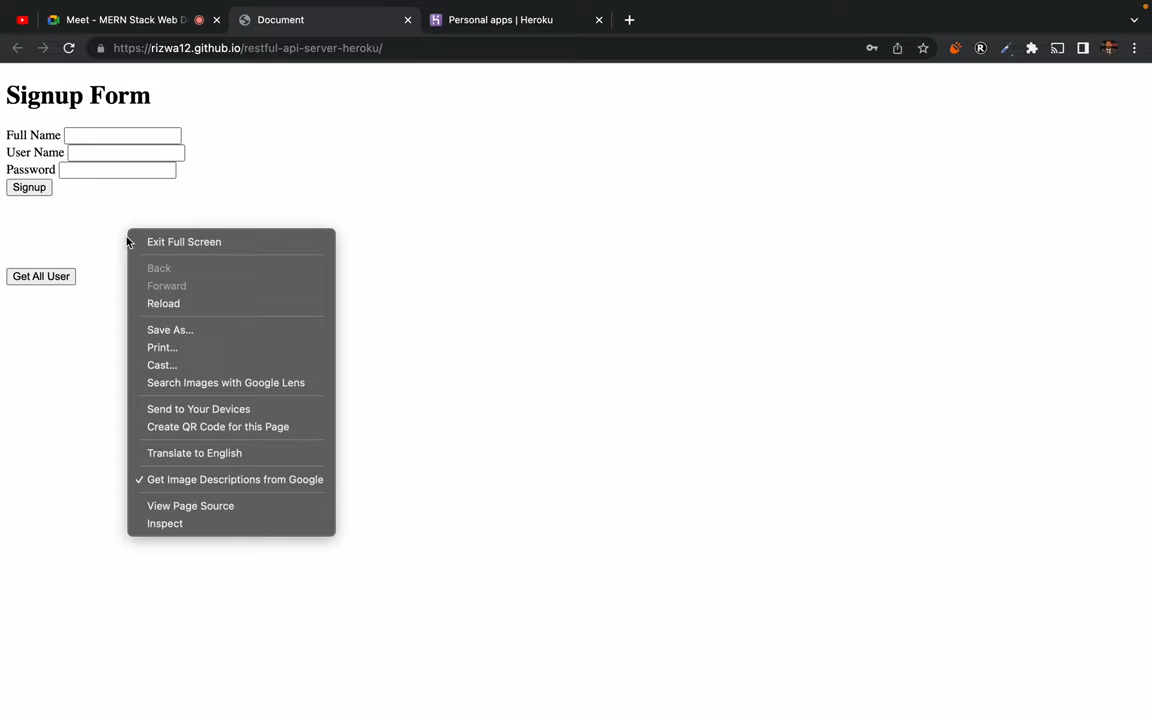 Meet - MERN Stack Web D
Document
Personal apps | Heroku
https://rizwa12.github.io/restful-api-server-heroku/
Signup Form
Full Name
User Name
Password
Signup
Exit Full Screen
Back
Get All User
Forward
Reload
Save As...
Print...
Cast...
Search Images with Google Lens
Send to Your Devices
Create QR Code for this Page
Translate to English
✓ Get Image Descriptions from Google
View Page Source
Inspect